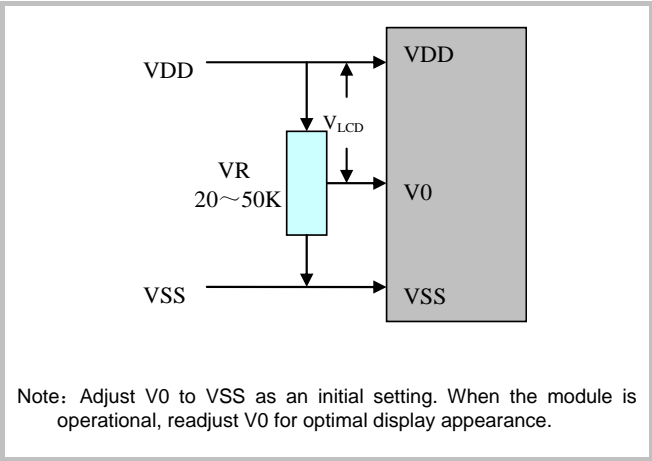 VDD
VDD
V_LCD
VR
20～50K
V0
VSS
VSS
Note：Adjust V0 to VSS as an initial setting. When the module is
operational, readjust V0 for optimal display appearance.